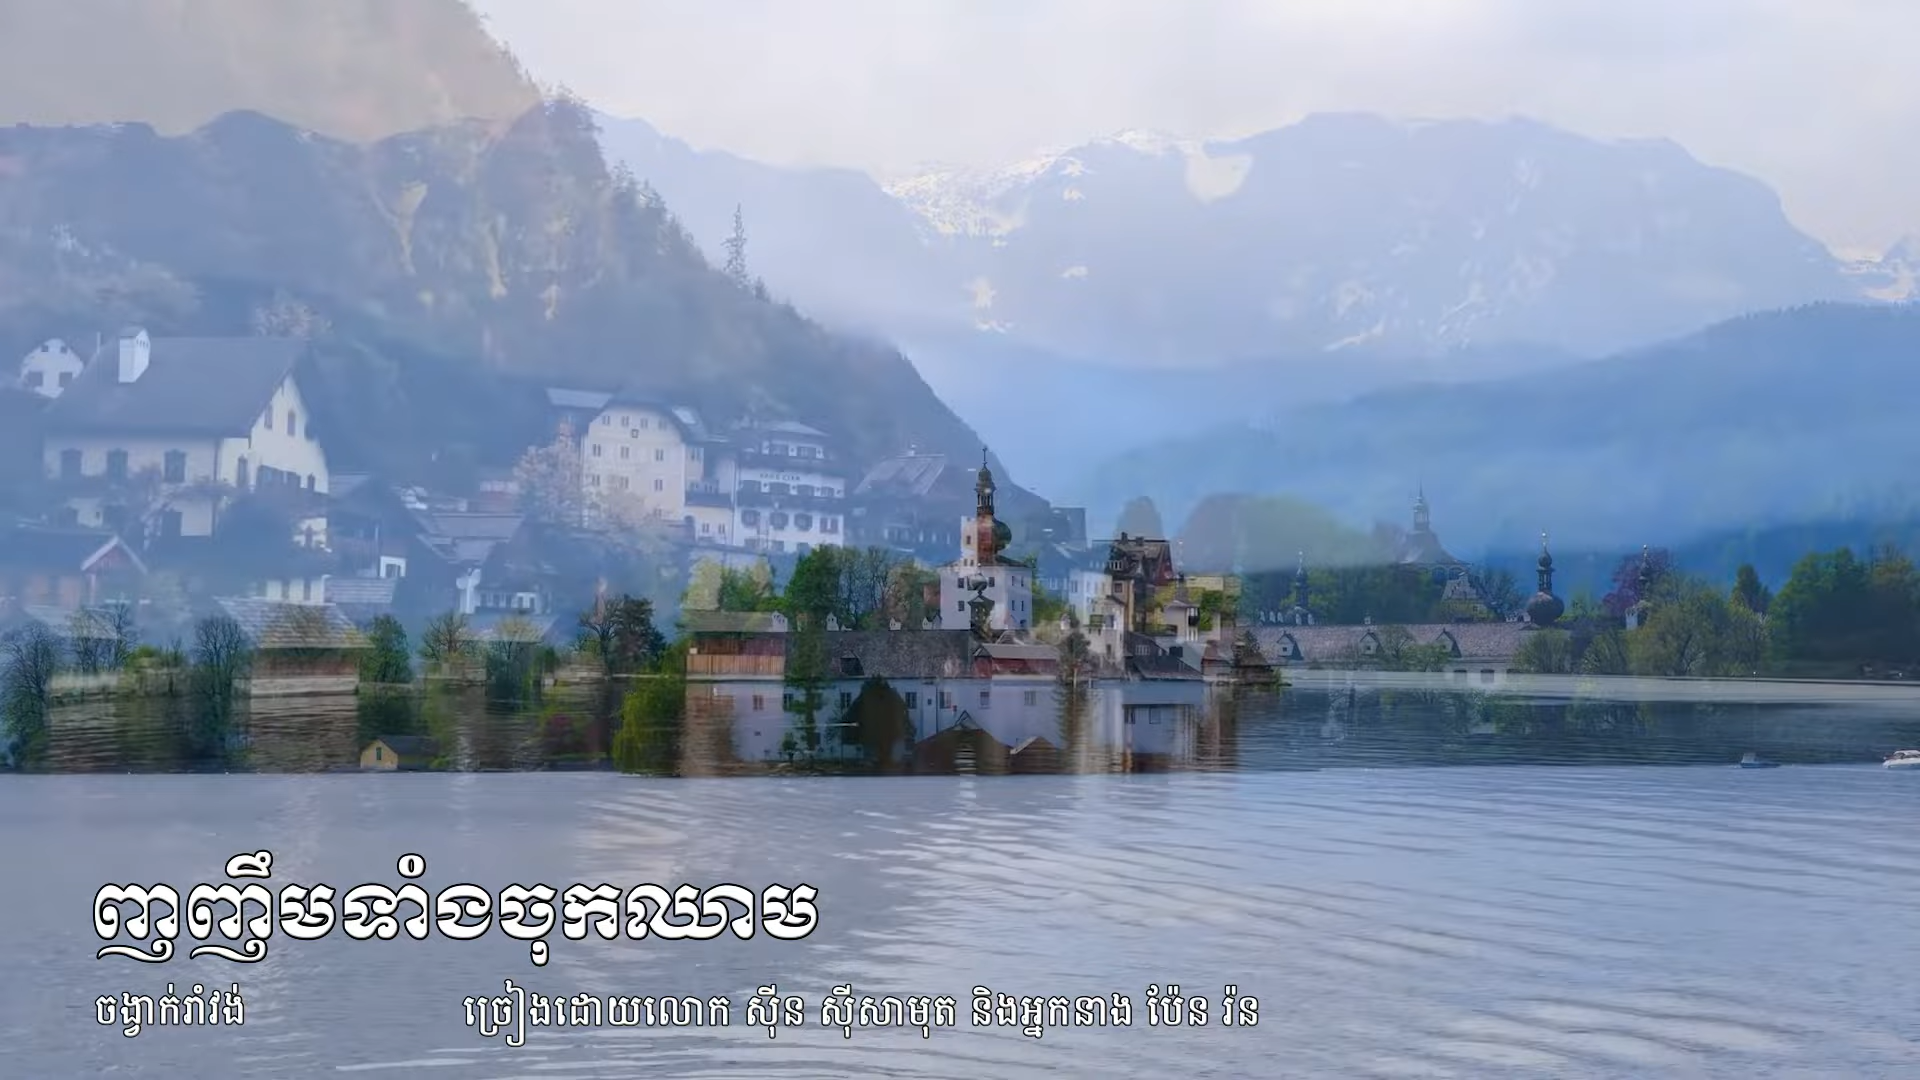 ញញឹមទាំងចុកឈាម
ចង្វាក់រាំវង់ ច្រៀងដោយលោក ស៊ីន ស៊ីសាមុត និងអ្នកនាង ប៉ែន រ៉ន